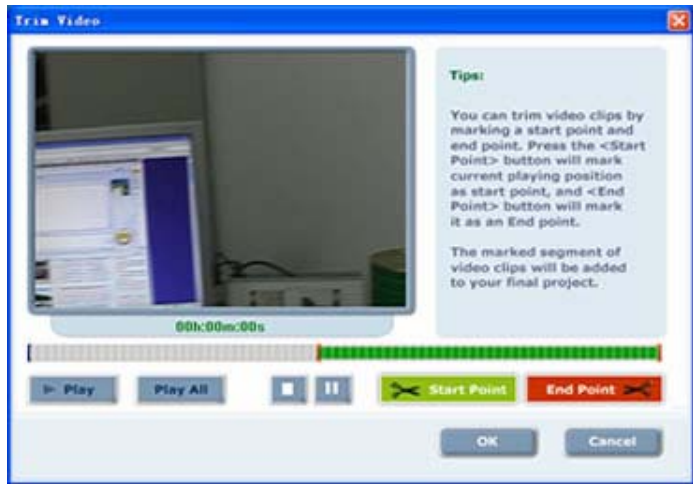 Trim Video
Tips:
You can trim video clips by
marking a start point and
end point. Press the <Start
Point> button will mark
current playing position
as start point, and <End
Point> button will mark
it as an End point.
The marked segment of
video clips will be added
to your final project.
00h:00m:00s
Play
Play All
Start Point
End Point
OK
Cancel